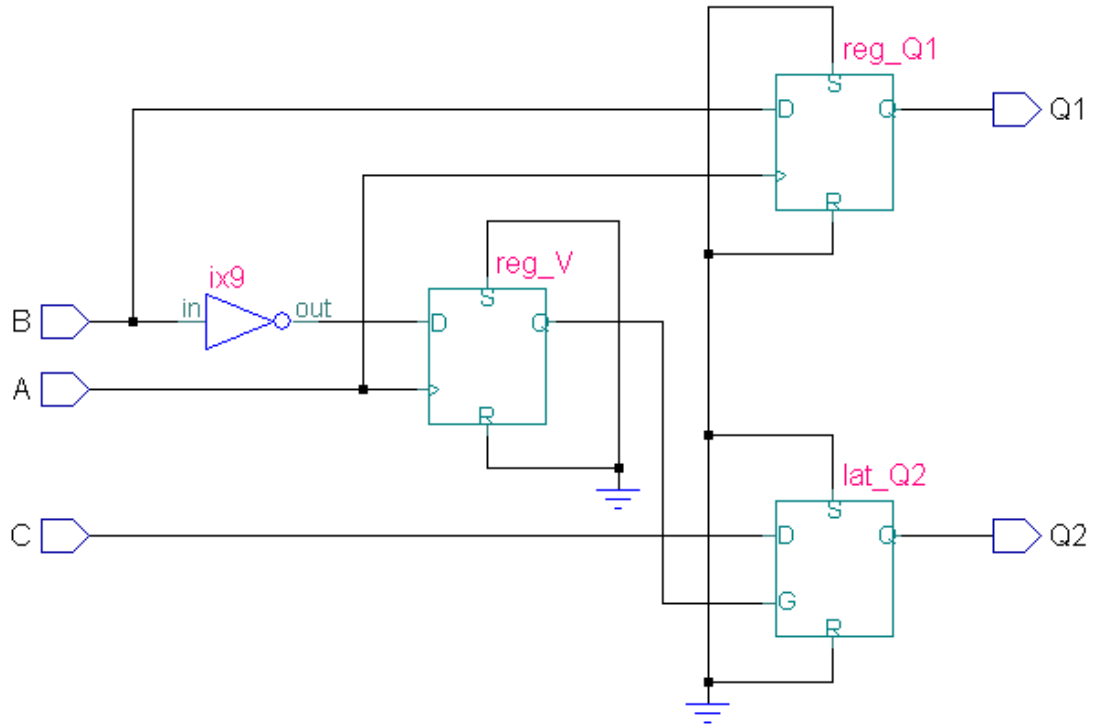 reg_Q1
S
D
Q
Q1
R
reg_V
ix9
S
B
in
out
D
Q
A
R
lat_Q2
S
C
D
Q
Q2
G
R